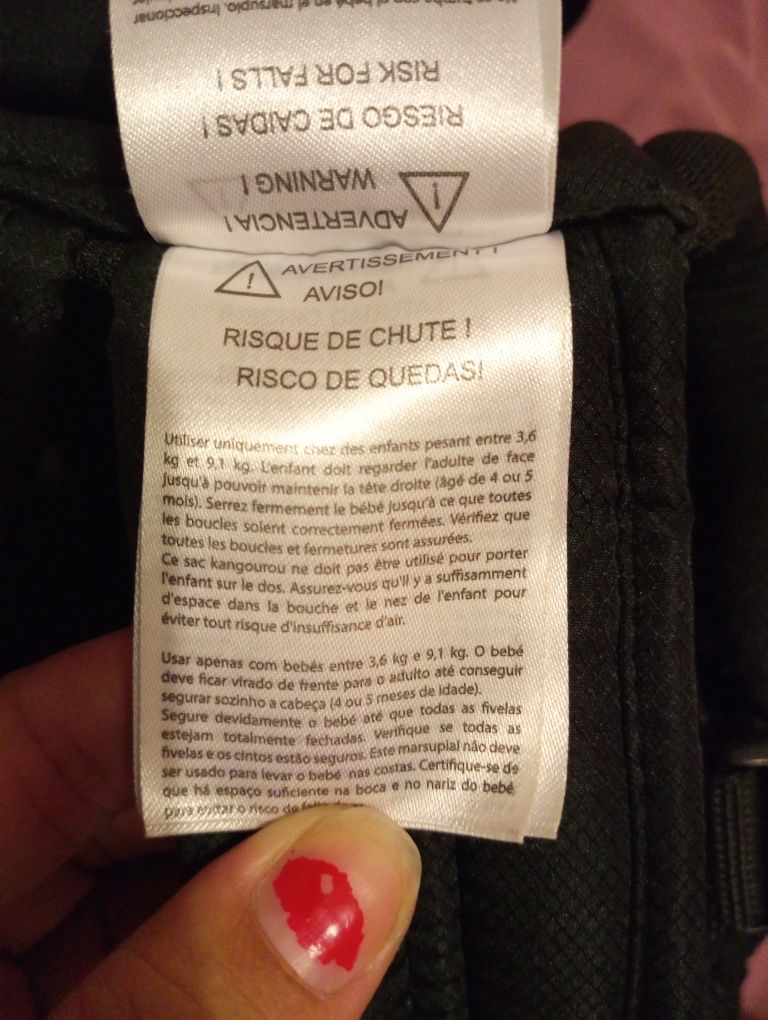 RISK FOR FALLS !
RIESGO DE CAIDAS !
WARNING !
ADVERTENCIA !
AVERTISSEMENT !
AVISO!
RISQUE DE CHUTE !
RISCO DE QUEDAS!
Utiliser uniquement chez des enfants pesant entre 3,6
kg et 9,1 kg. L'enfant doit regarder l'adulte de face
jusqu'à pouvoir maintenir la tête droite (âgé de 4 ou 5
mois). Serrez fermement le bébé jusqu'à ce que toutes
les boucles soient correctement fermées. Vérifiez que
toutes les boucles et fermetures sont assurées.
Ce sac kangourou ne doit pas être utilisé pour porter
l'enfant sur le dos. Assurez-vous qu'il y a suffisamment
d'espace dans la bouche et le nez de l'enfant pour
éviter tout risque d'insuffisance d'air.
Usar apenas com bebés entre 3,6 kg e 9,1 kg. O bebé
deve ficar virado de frente para o adulto até conseguir
segurar sozinho a cabeça (4 ou 5 meses de idade).
Segure devidamente o bebé até que todas as fivelas
estejam totalmente fechadas. Verifique se todas as
fivelas e os cintos estão seguros. Este marsupial não deve
ser usado para levar o bebé nas costas. Certifique-se de
que há espaço suficiente na boca e no nariz do bebé
para evitar o risco de